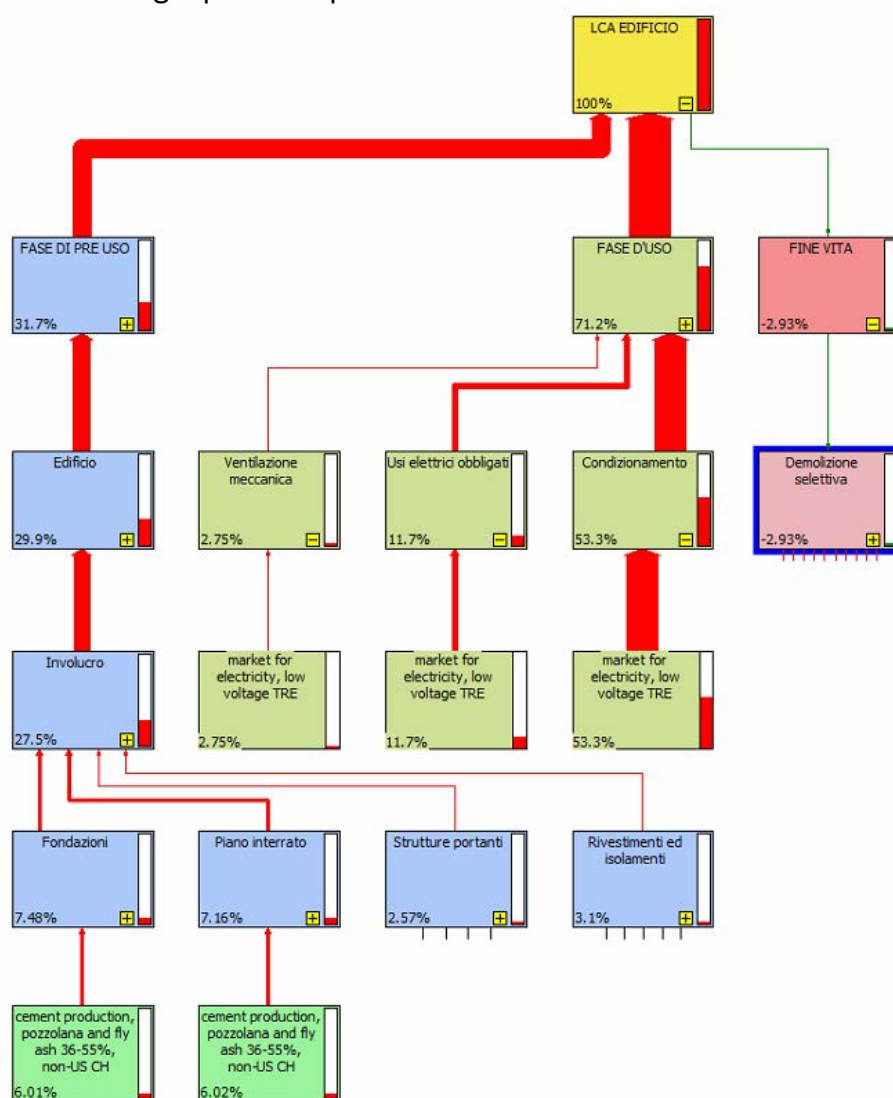 LCA EDIFICIO
100%
FASE DI PRE USO
31.7%
FASE D'USO
71.2%
FINE VITA
-2.93%
Edificio
29.9%
Ventilazione
meccanica
2.75%
Usi elettrici obbligati
11.7%
Condizionamento
53.3%
Demolizione
selettiva
-2.93%
Involucro
27.5%
market for
electricity, low
voltage TRE
2.75%
market for
electricity, low
voltage TRE
11.7%
market for
electricity, low
voltage TRE
53.3%
Fondazioni
7.48%
Piano interrato
7.16%
Strutture portanti
2.57%
Rivestimenti ed
isolamenti
3.1%
cement production,
pozzolana and fly
ash 36-55%,
non-US CH
6.01%
cement production,
pozzolana and fly
ash 36-55%,
non-US CH
6.02%